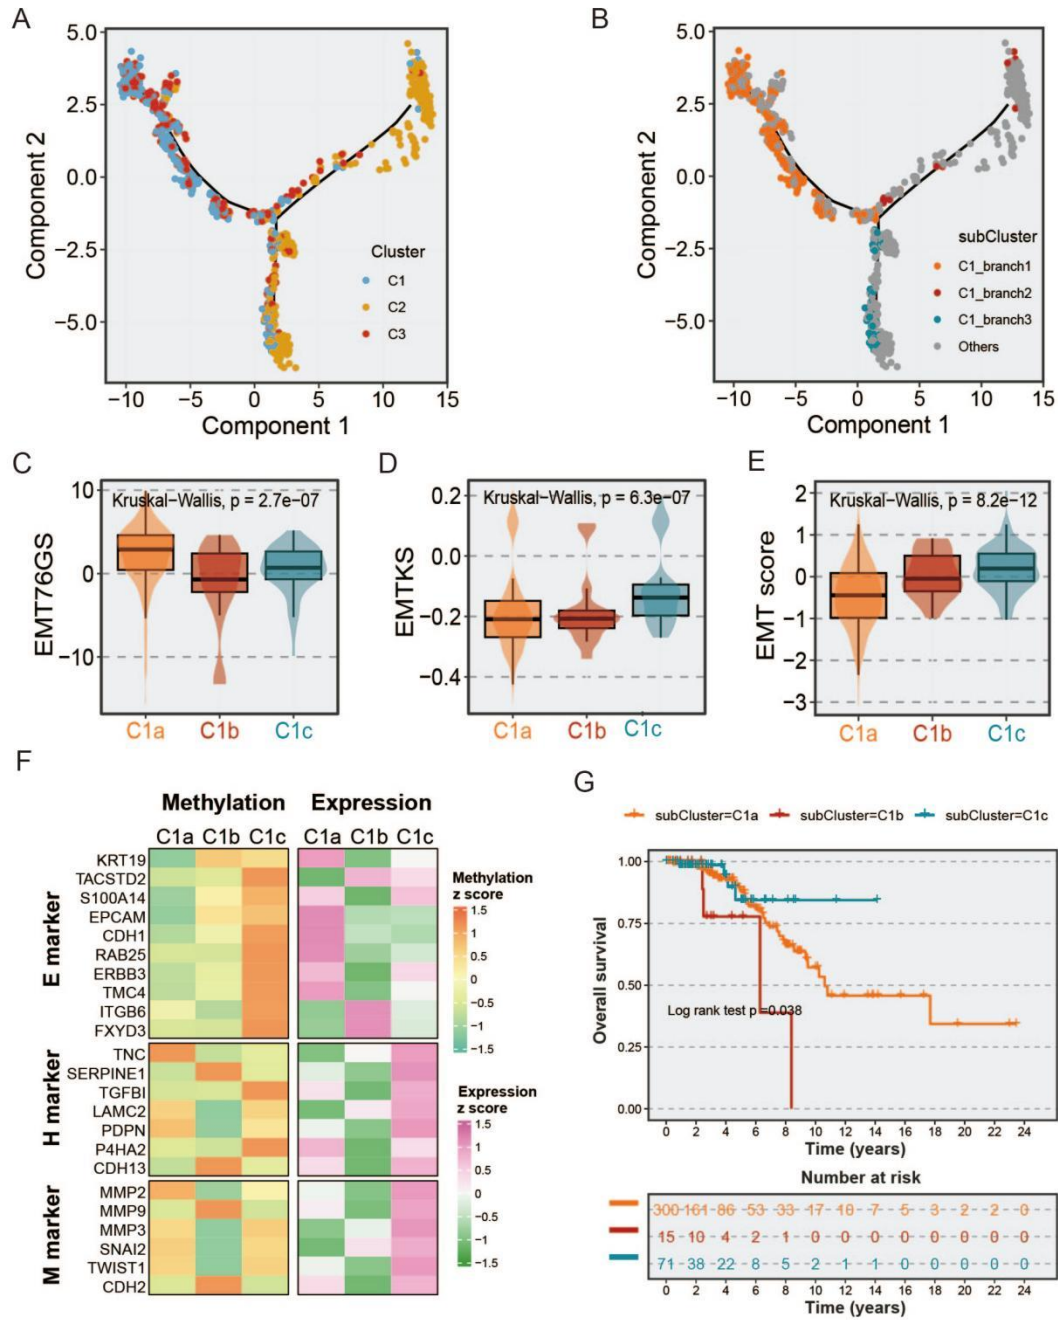 A
5.0
2.5
0.0
−2.5
−5.0
Component 2
Cluster
C1
C2
C3
−10
−5
0
5
10
15
Component 1
B
5.0
2.5
0.0
−2.5
−5.0
Component 2
subCluster
C1_branch1
C1_branch2
C1_branch3
Others
−10
−5
0
5
10
15
Component 1
C
Kruskal−Wallis, p = 2.7e−07
10
0
−10
EMT76GS
C1a
C1b
C1c
D
Kruskal−Wallis, p = 6.3e−07
0.2
0.0
−0.2
−0.4
EMTKS
C1a
C1b
C1c
E
Kruskal−Wallis, p = 8.2e−12
2
1
0
−1
−2
−3
EMT score
C1a
C1b
C1c
F
Methylation Expression
C1a C1b C1c C1a C1b C1c
E marker
KRT19
TACSTD2
S100A14
EPCAM
CDH1
RAB25
ERBB3
TMC4
ITGB6
FXYD3
H marker
TNC
SERPINE1
TGFBI
LAMC2
PDPN
P4HA2
CDH13
M marker
MMP2
MMP9
MMP3
SNAI2
TWIST1
CDH2
Methylation
z score
1.5
1
0.5
0
−0.5
−1
−1.5
Expression
z score
1.5
1
0.5
0
−0.5
−1
−1.5
G
subCluster=C1a subCluster=C1b subCluster=C1c
1.00
0.75
0.50
0.25
0.00
Overall survival
Log rank test p =0.038
0 2 4 6 8 10 12 14 16 18 20 22 24
Time (years)
Number at risk
300 161 86 53 33 17 10 7 5 3 2 2 0
15 10 4 2 1 0 0 0 0 0 0 0 0
71 38 22 8 5 2 1 1 0 0 0 0 0
0 2 4 6 8 10 12 14 16 18 20 22 24
Time (years)